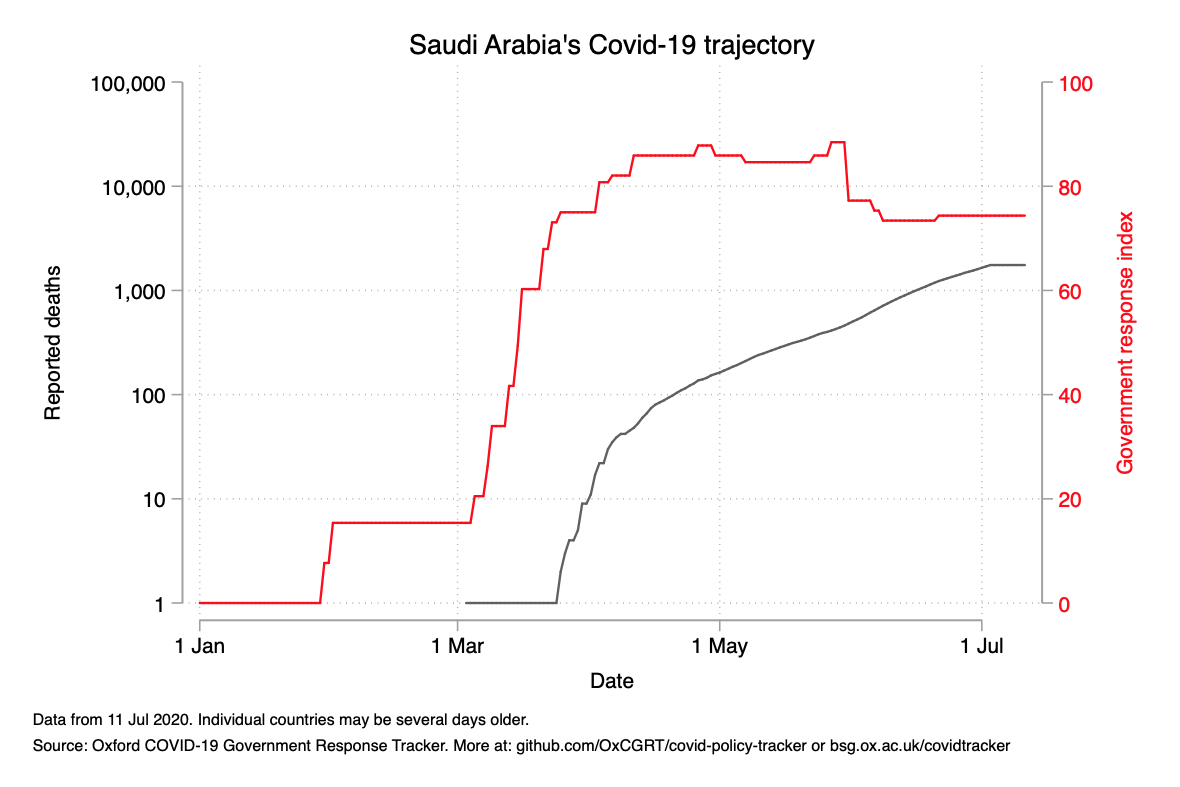 Saudi Arabia's Covid-19 trajectory
100,000
10,000
1,000
100
10
1
Reported deaths
100
80
60
40
20
0
Government response index
1 Jan
1 Mar
1 May
1 Jul
Date
Data from 11 Jul 2020. Individual countries may be several days older.
Source: Oxford COVID-19 Government Response Tracker. More at: github.com/OxCGRT/covid-policy-tracker or bsg.ox.ac.uk/covidtracker